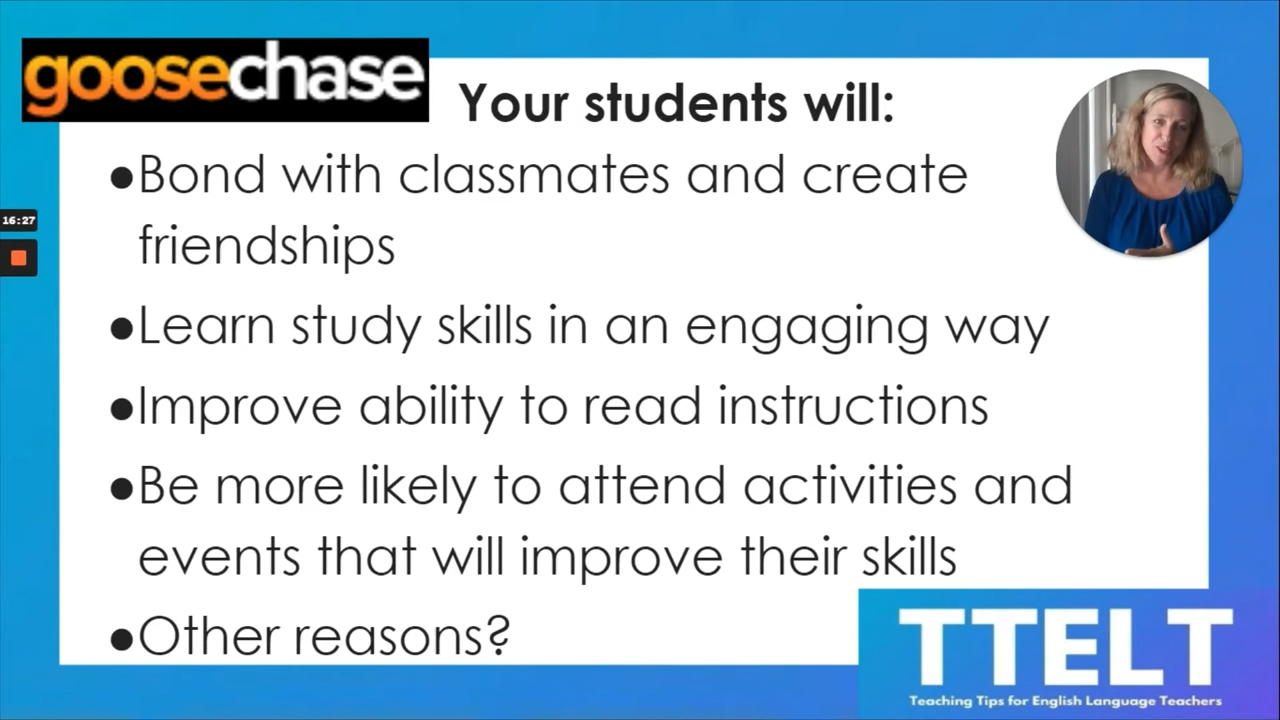 goosechase
Your students will:
●Bond with classmates and create
friendships
16:27
●Learn study skills in an engaging way
●Improve ability to read instructions
●Be more likely to attend activities and
events that will improve their skills
●Other reasons?
TTELT
Teaching Tips for English Language Teachers